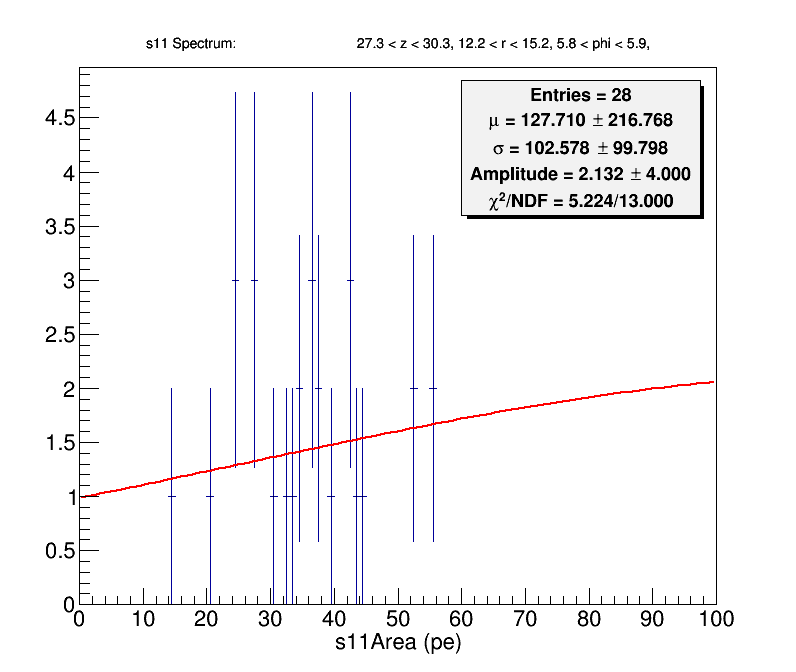 s11 Spectrum: 27.3 < z < 30.3, 12.2 < r < 15.2, 5.8 < phi < 5.9,
Entries = 28
μ = 127.710 ± 216.768
σ = 102.578 ± 99.798
Amplitude = 2.132 ± 4.000
χ²/NDF = 5.224/13.000
4.5
4
3.5
3
2.5
2
1.5
1
0.5
0
0 10 20 30 40 50 60 70 80 90 100
s11Area (pe)